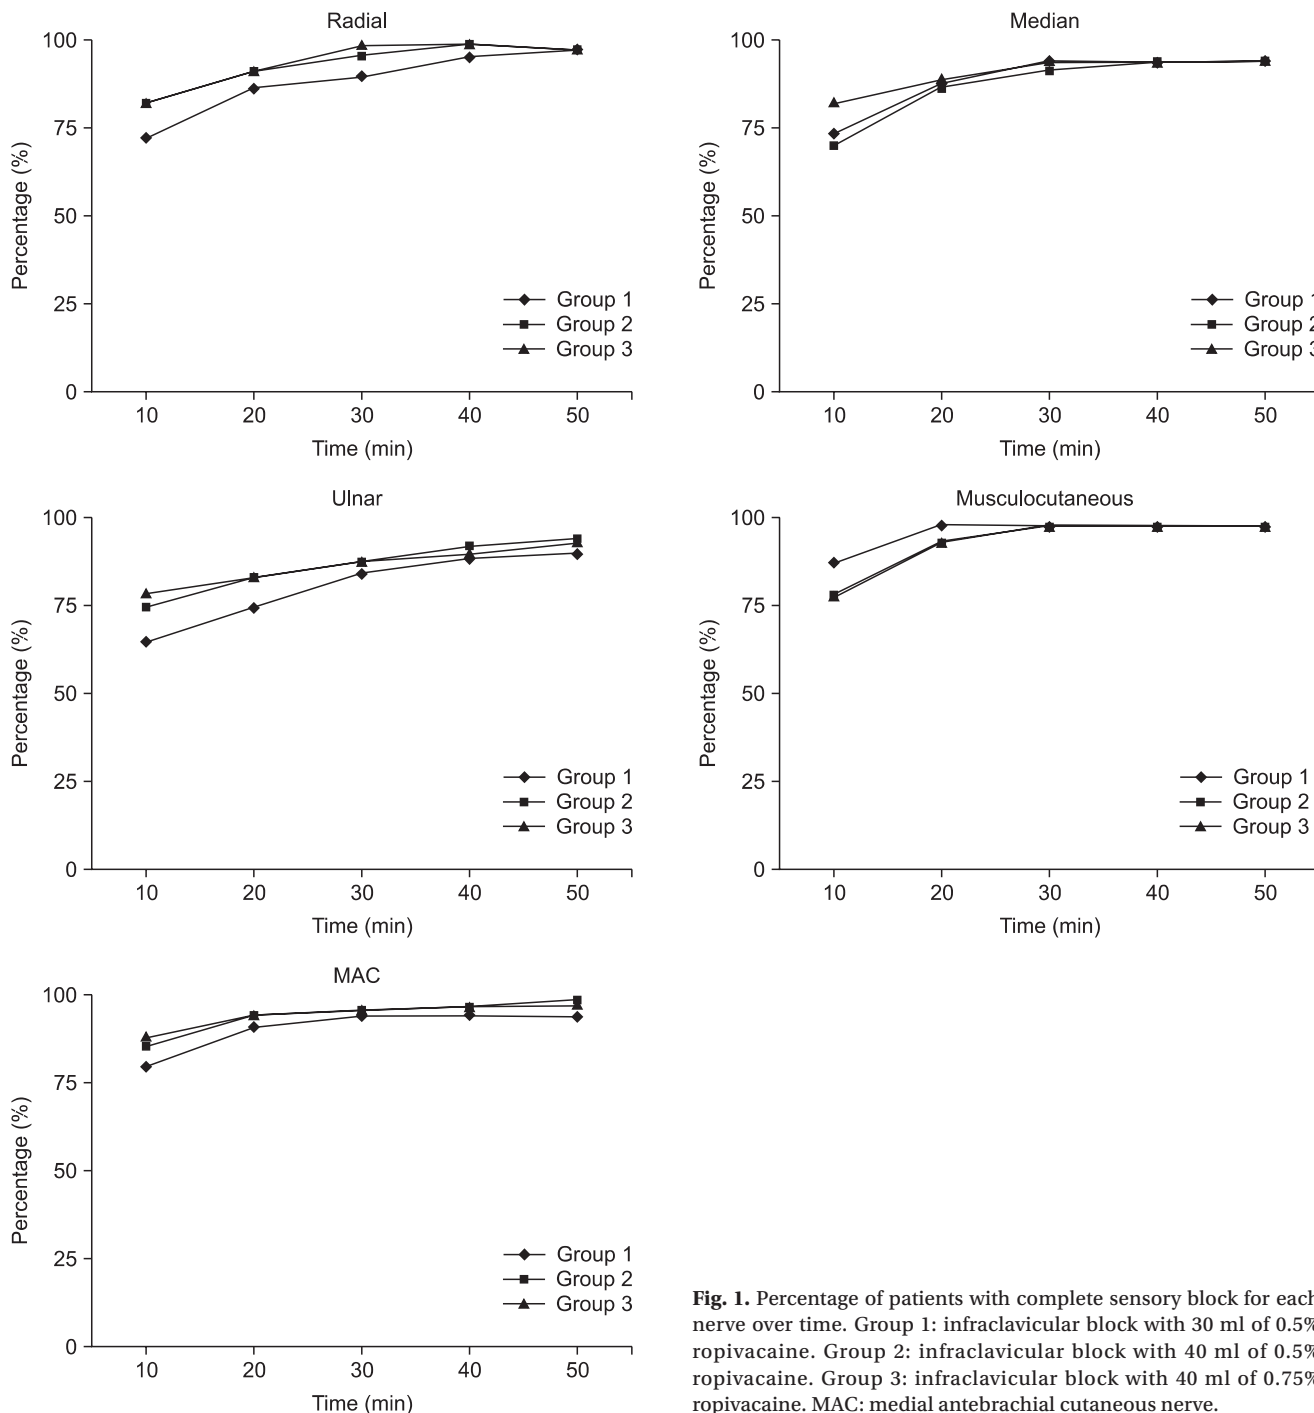 Radial
100
75
50
25
0
Percentage (%)
Group 1
Group 2
Group 3
10 20 30 40 50
Time (min)
Median
100
75
50
25
0
Percentage (%)
Group 1
Group 2
Group 3
10 20 30 40 50
Time (min)
Ulnar
100
75
50
25
0
Percentage (%)
Group 1
Group 2
Group 3
10 20 30 40 50
Time (min)
Musculocutaneous
100
75
50
25
0
Percentage (%)
Group 1
Group 2
Group 3
10 20 30 40 50
Time (min)
MAC
100
75
50
25
0
Percentage (%)
Group 1
Group 2
Group 3
10 20 30 40 50
Time (min)
Fig. 1. Percentage of patients with complete sensory block for each
nerve over time. Group 1: infraclavicular block with 30 ml of 0.5%
ropivacaine. Group 2: infraclavicular block with 40 ml of 0.5%
ropivacaine. Group 3: infraclavicular block with 40 ml of 0.75%
ropivacaine. MAC: medial antebrachial cutaneous nerve.